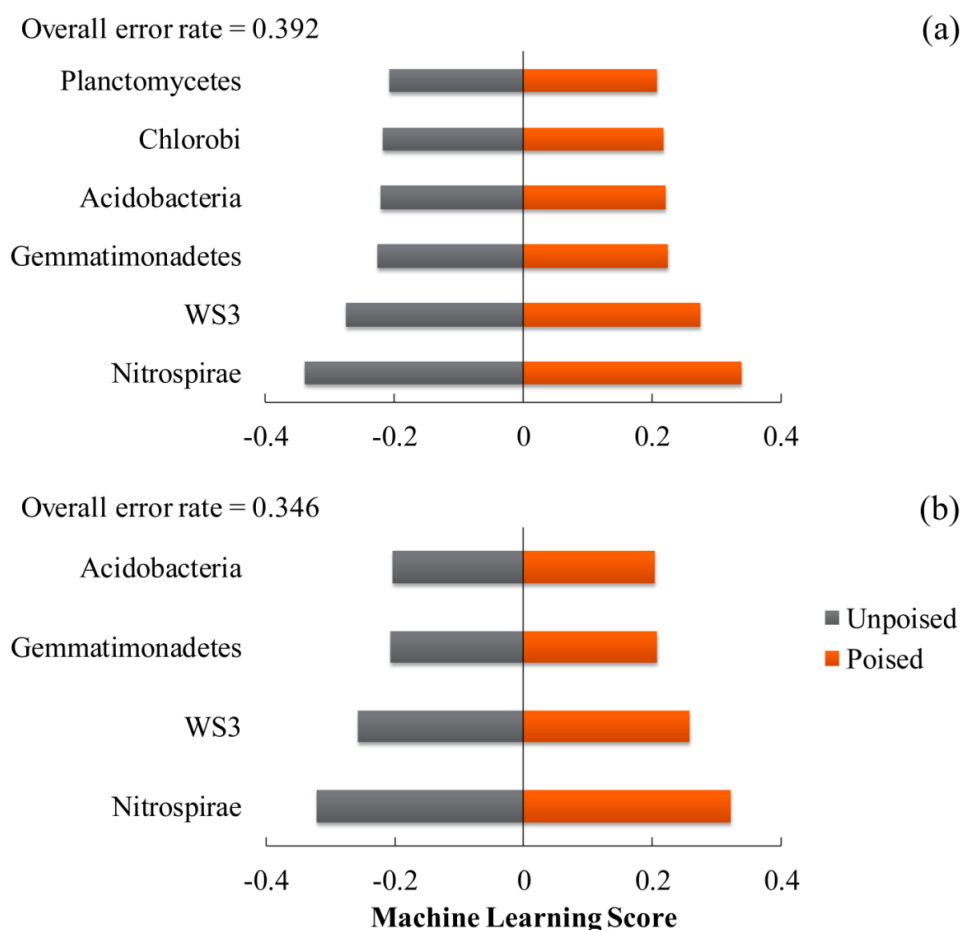 Overall error rate = 0.392
(a)
Planctomycetes
Chlorobi
Acidobacteria
Gemmatimonadetes
WS3
Nitrospirae
-0.4 -0.2 0 0.2 0.4
Overall error rate = 0.346
(b)
Acidobacteria
Gemmatimonadetes
WS3
Nitrospirae
Unpoised
Poised
-0.4 -0.2 0 0.2 0.4
Machine Learning Score